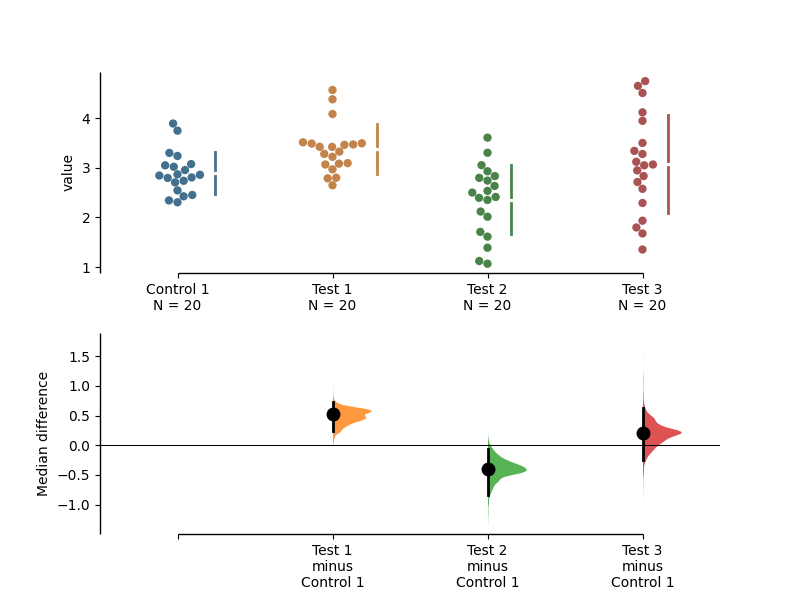 value
4
3
2
1
Control 1
N = 20
Test 1
N = 20
Test 2
N = 20
Test 3
N = 20
Median difference
1.5
1.0
0.5
0.0
−0.5
−1.0
Test 1
minus
Control 1
Test 2
minus
Control 1
Test 3
minus
Control 1